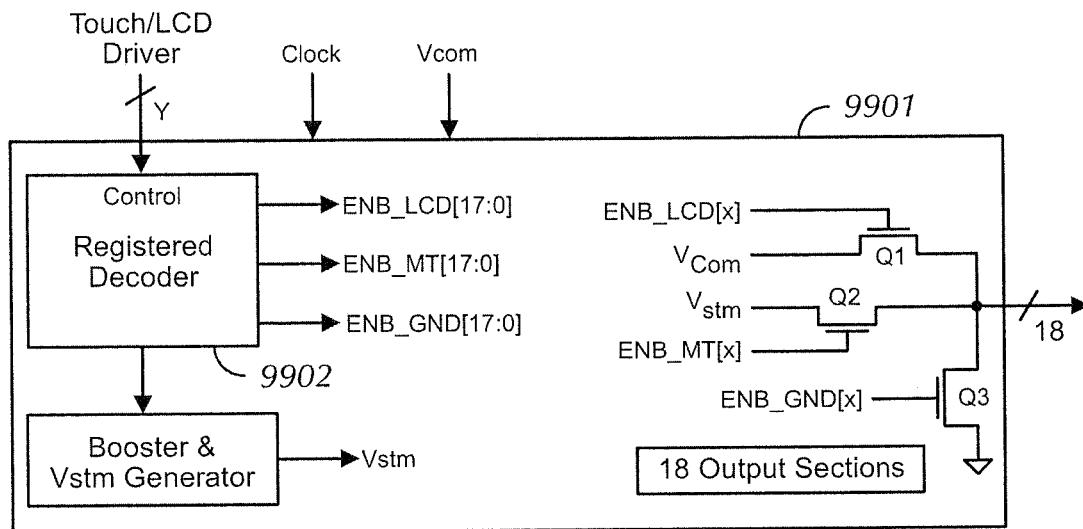 Touch/LCD
Driver
Clock
Vcom
Y
9901
Control
Registered
Decoder
ENB_LCD[17:0]
ENB_MT[17:0]
ENB_GND[17:0]
9902
Booster &
Vstm Generator
Vstm
ENB_LCD[x]
VCom
Q1
Vstm
Q2
18
ENB_MT[x]
ENB_GND[x]
Q3
18 Output Sections